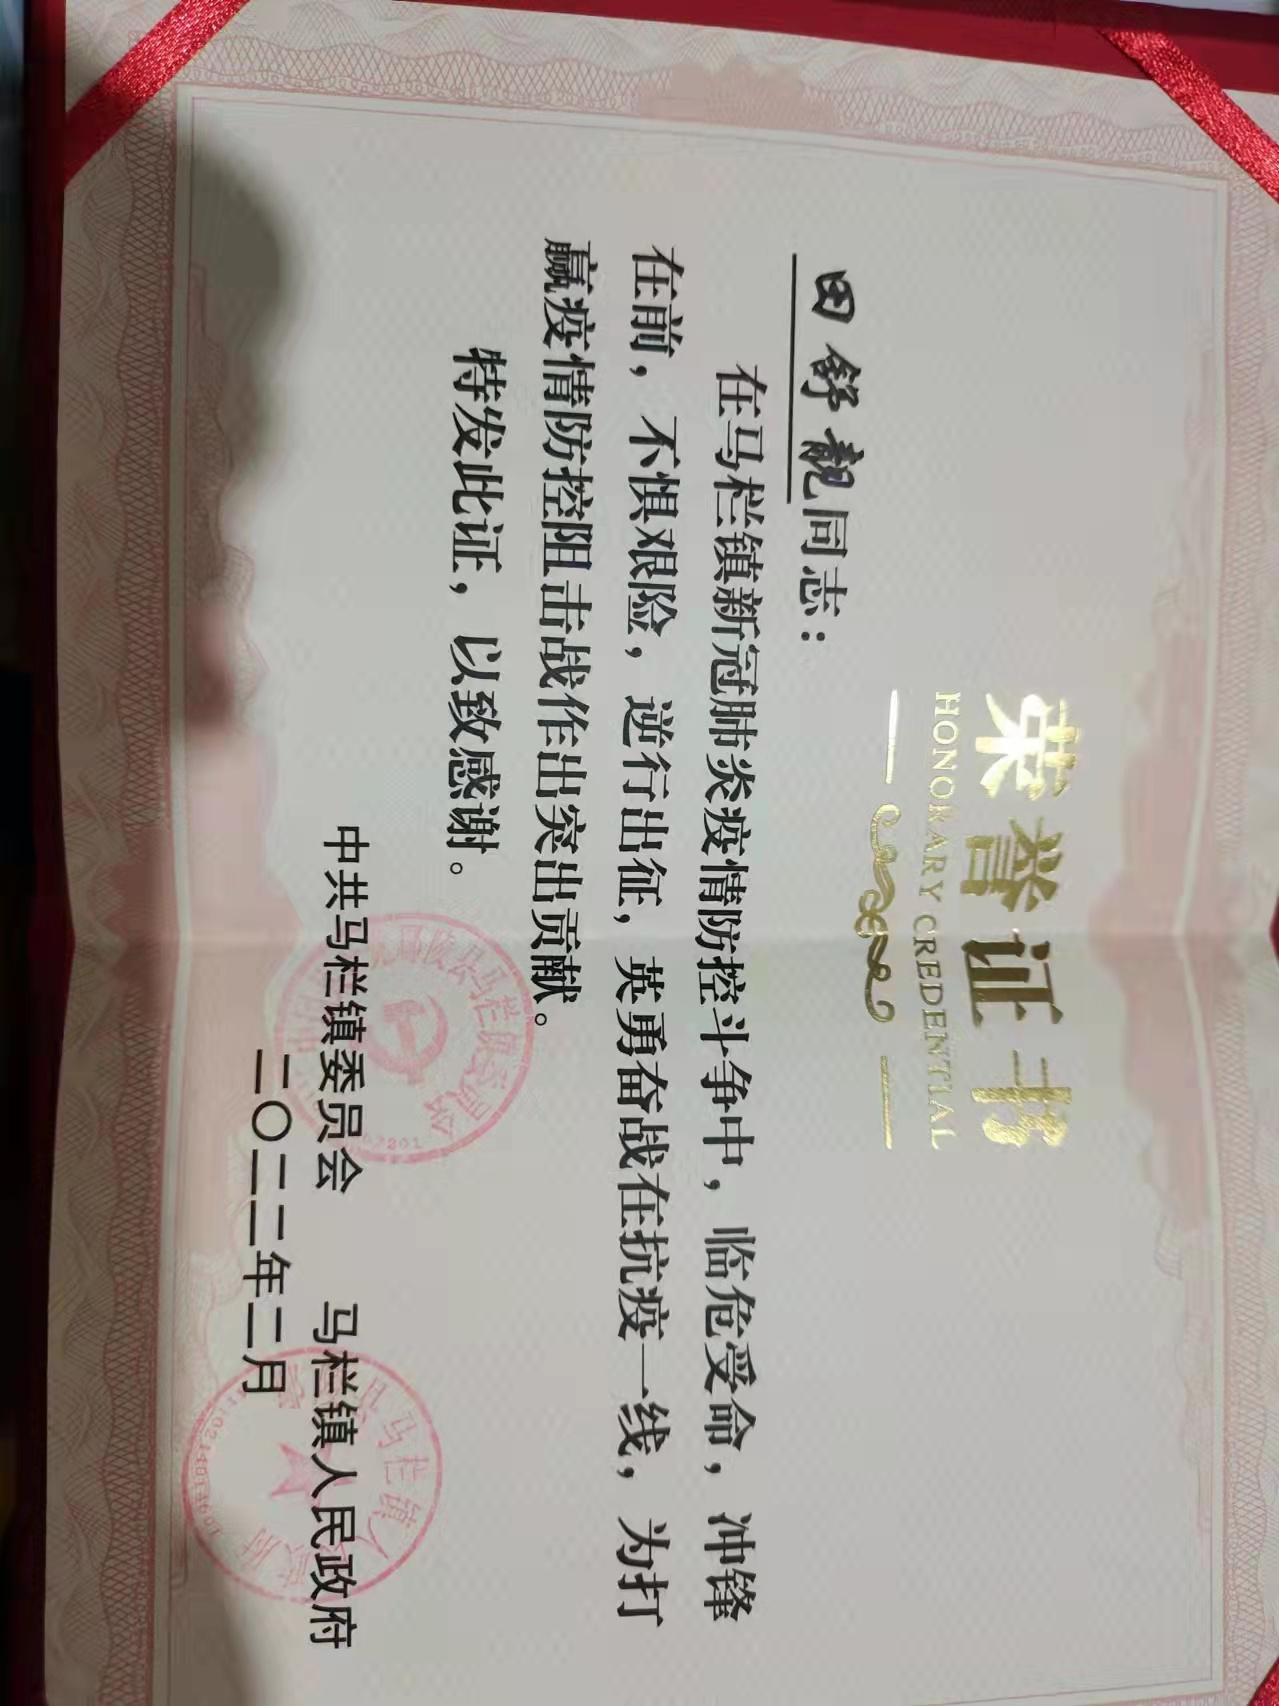 荣誉证书
HONORARY CREDENTIAL
田舒靓同志：
在马栏镇新冠肺炎疫情防控斗争中，临危受命，冲锋
在前，不惧艰险，逆行出征，英勇奋战在抗疫一线，为打
赢疫情防控阻击战作出突出贡献。
特发此证，以致感谢。
中共马栏镇委员会 马栏镇人民政府
二〇二二年二月